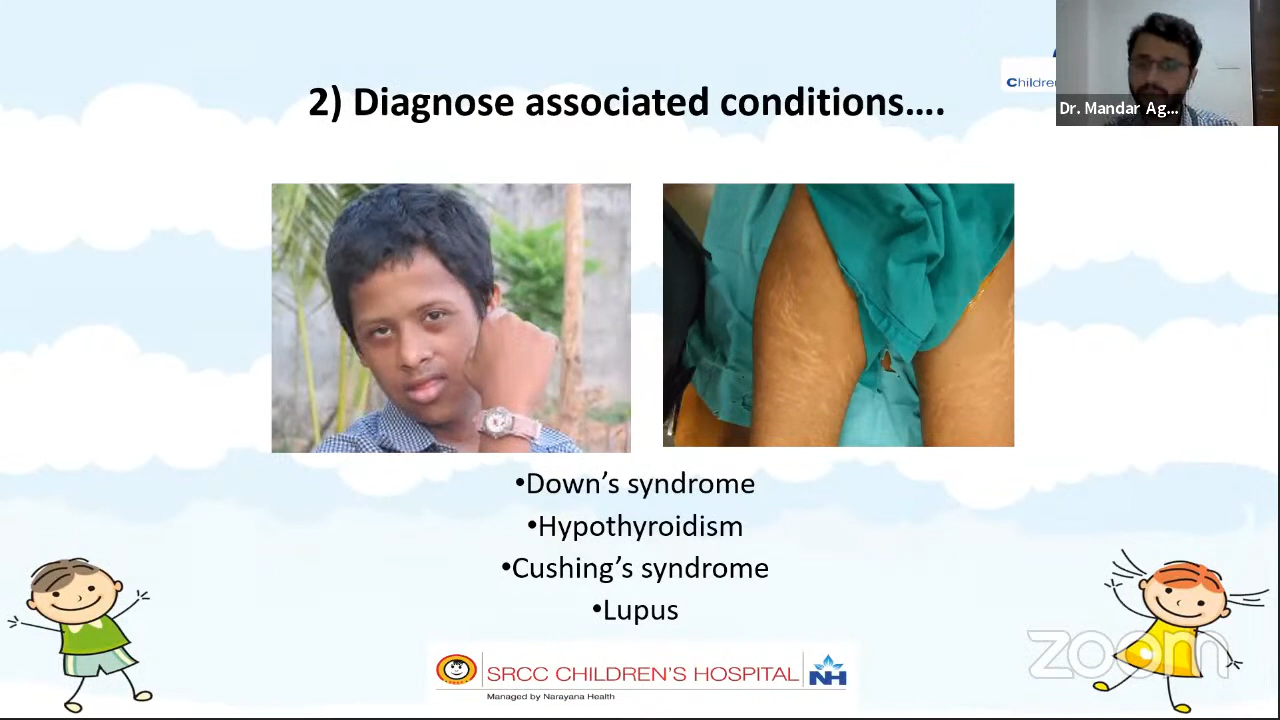 Children
Dr. Mandar Ag...
2) Diagnose associated conditions....
•Down's syndrome
•Hypothyroidism
•Cushing's syndrome
•Lupus
SRCC CHILDREN'S HOSPITAL NH
Managed by Narayana Health
zoom